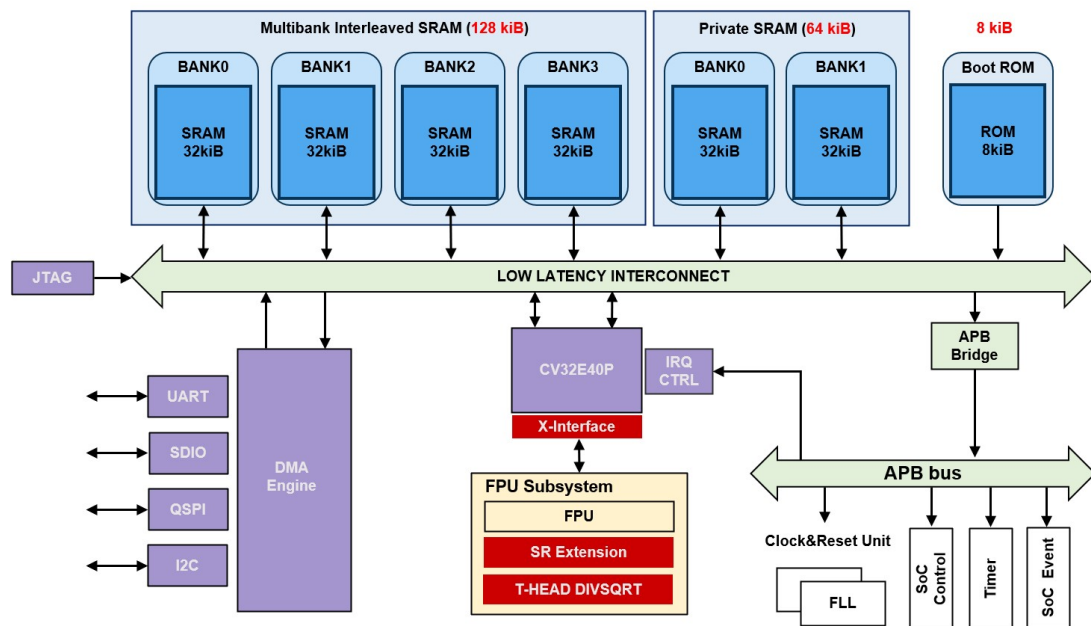 Multibank Interleaved SRAM (128 kiB)
Private SRAM (64 kiB)
8 kiB
BANK0
BANK1
BANK2
BANK3
BANK0
BANK1
Boot ROM
SRAM
32kiB
SRAM
32kiB
SRAM
32kiB
SRAM
32kiB
SRAM
32kiB
SRAM
32kiB
ROM
8kiB
JTAG
LOW LATENCY INTERCONNECT
APB
Bridge
CV32E40P
IRQ
CTRL
X-Interface
UART
SDIO
QSPI
I2C
DMA
Engine
FPU Subsystem
FPU
SR Extension
T-HEAD DIVSQRT
APB bus
Clock&Reset Unit
FLL
SoC
Control
Timer
SoC Event